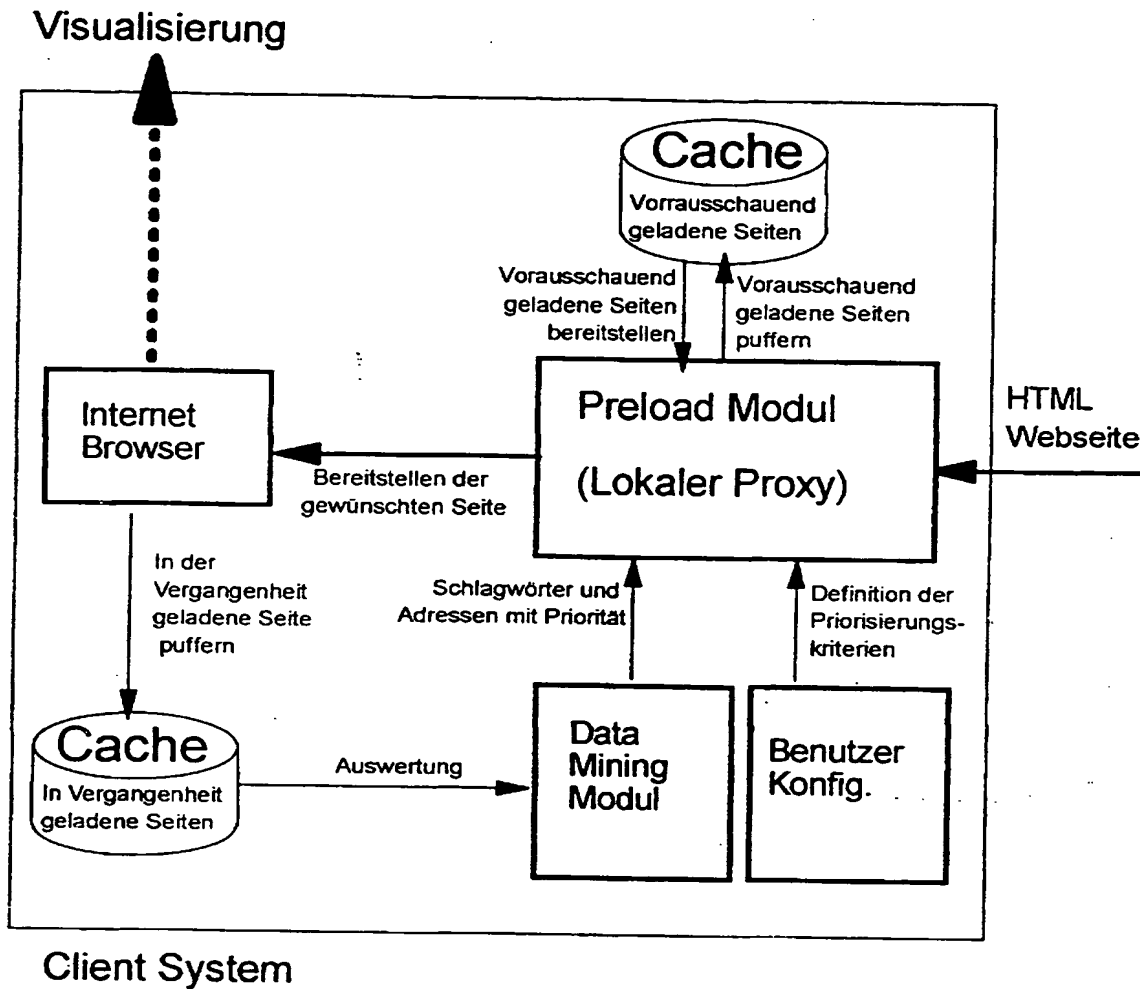 Visualisierung
Cache
Vorrausschauend
geladene Seiten
Vorausschauend
geladene Seiten
bereitstellen
Vorausschauend
geladene Seiten
puffern
Internet
Browser
Preload Modul
(Lokaler Proxy)
HTML
Webseite
Bereitstellen der
gewünschten Seite
In der
Vergangenheit
geladene Seite
puffern
Schlagwörter und
Adressen mit Priorität
Definition der
Priorisierungs-
kriterien
Cache
In Vergangenheit
geladene Seiten
Auswertung
Data
Mining
Modul
Benutzer
Konfig.
Client System